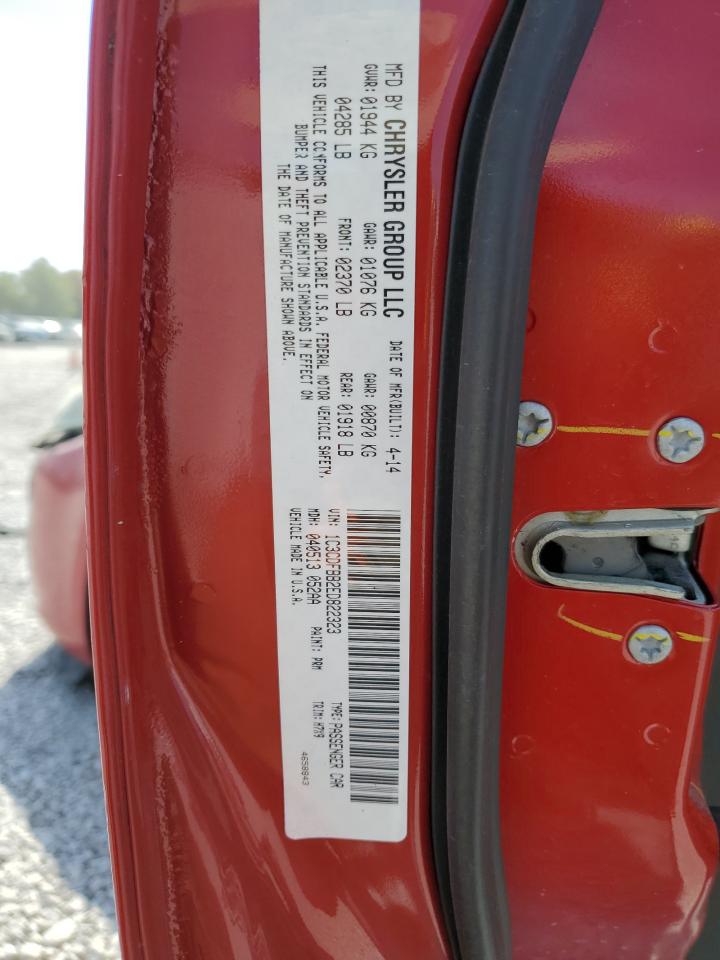 MFD BY CHRYSLER GROUP LLC DATE OF MFR(BUILT): 4-14
GVWR: 01944 KG GAWR: 01076 KG GAWR: 00870 KG
04285 LB FRONT: 02370 LB REAR: 01918 LB
THIS VEHICLE CONFORMS TO ALL APPLICABLE U.S.A. FEDERAL MOTOR VEHICLE SAFETY,
BUMPER AND THEFT PREVENTION STANDARDS IN EFFECT ON
THE DATE OF MANUFACTURE SHOWN ABOVE.
VIN: 1C3CDFBB2ED822323 TYPE: PASSENGER CAR
MDH: 040513 052AA PAINT: PRM TRIM: H7X9
VEHICLE MADE IN U.S.A. 4658843